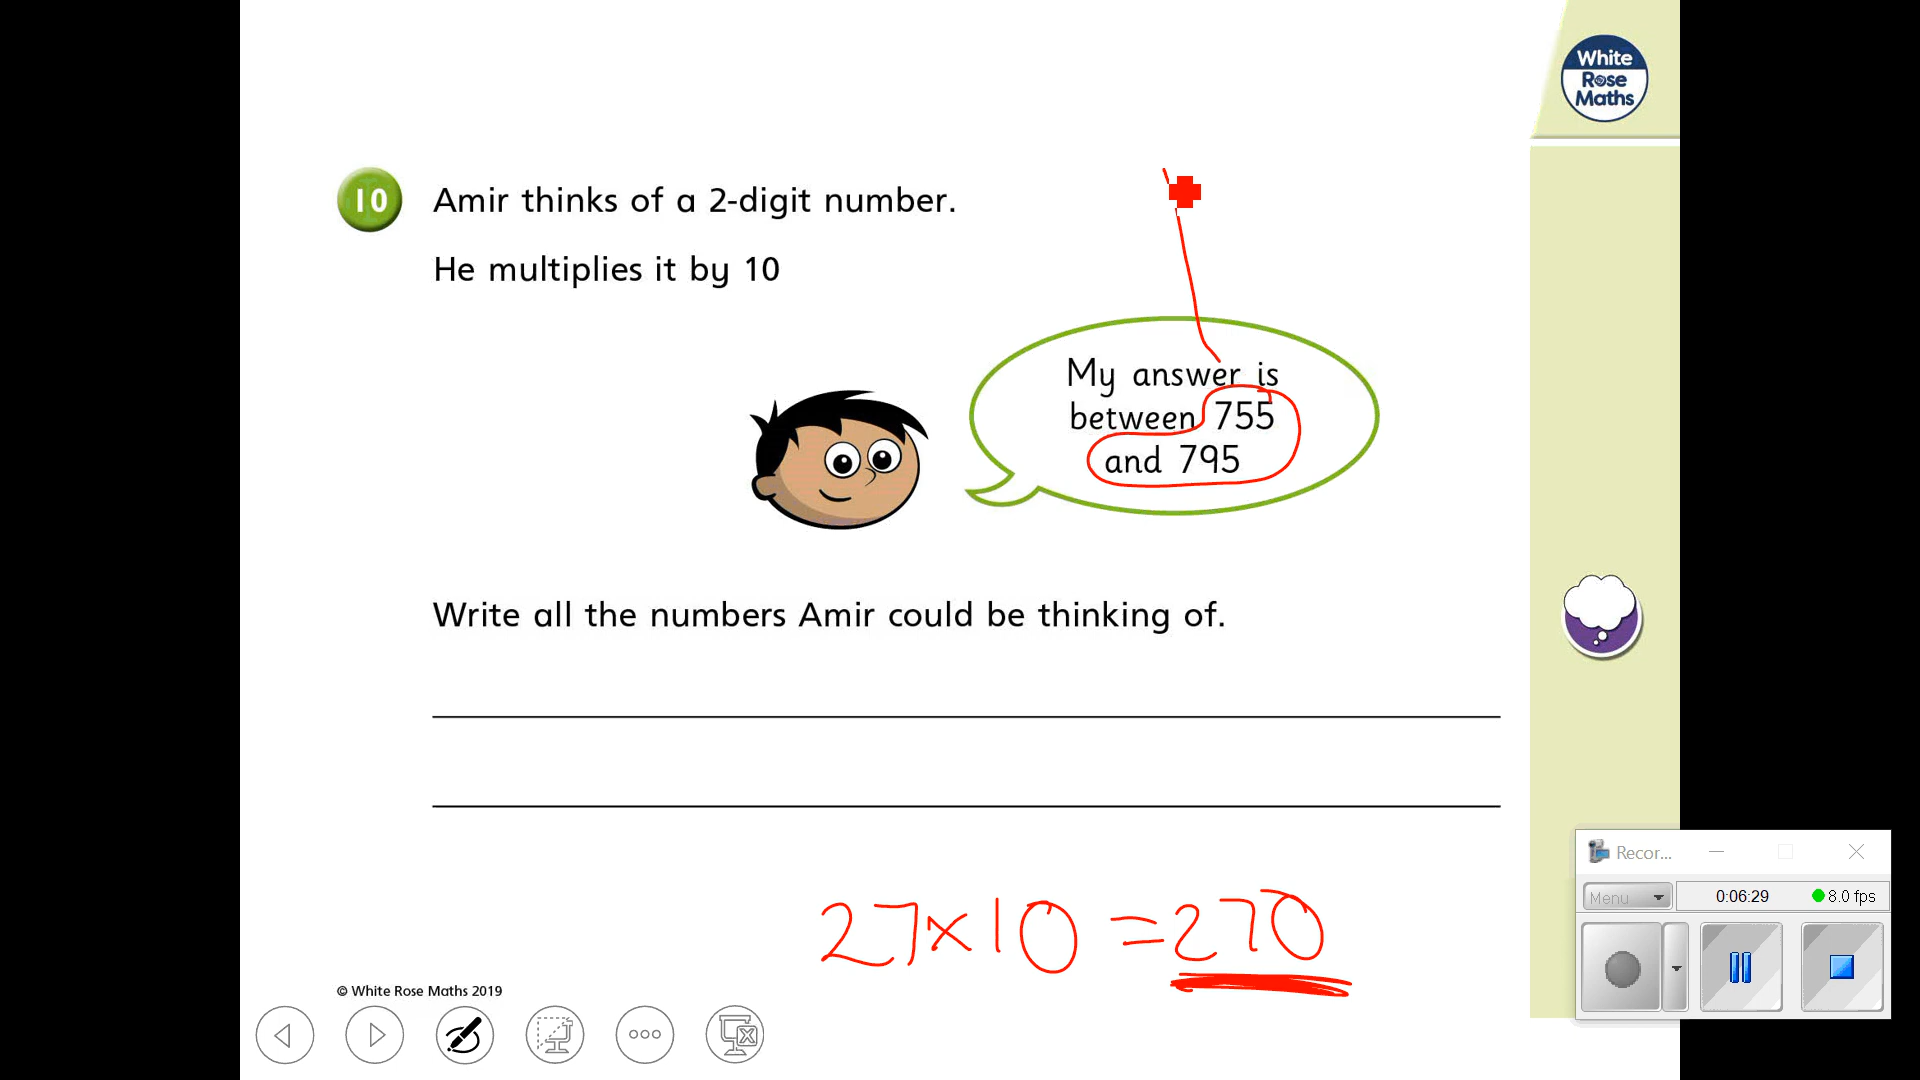 White
Rose
Maths
10 Amir thinks of a 2-digit number.
He multiplies it by 10
My answer is
between 755
and 795
Write all the numbers Amir could be thinking of.
27 × 10 = 270
© White Rose Maths 2019
Recor...
Menu 0:06:29 8.0 fps